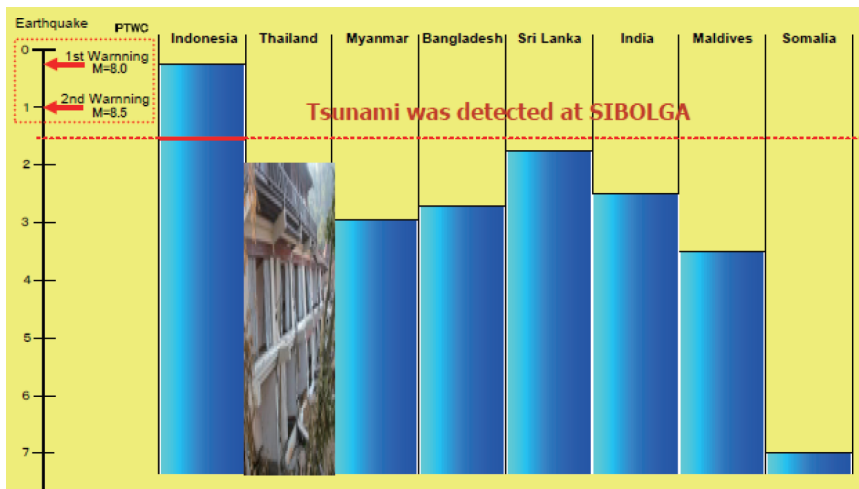 Earthquake PTWC
Indonesia Thailand Myanmar Bangladesh Sri Lanka India Maldives Somalia
0
1st Warnning
M=8.0
1
2nd Warnning
M=8.5
Tsunami was detected at SIBOLGA
2
3
4
5
6
7